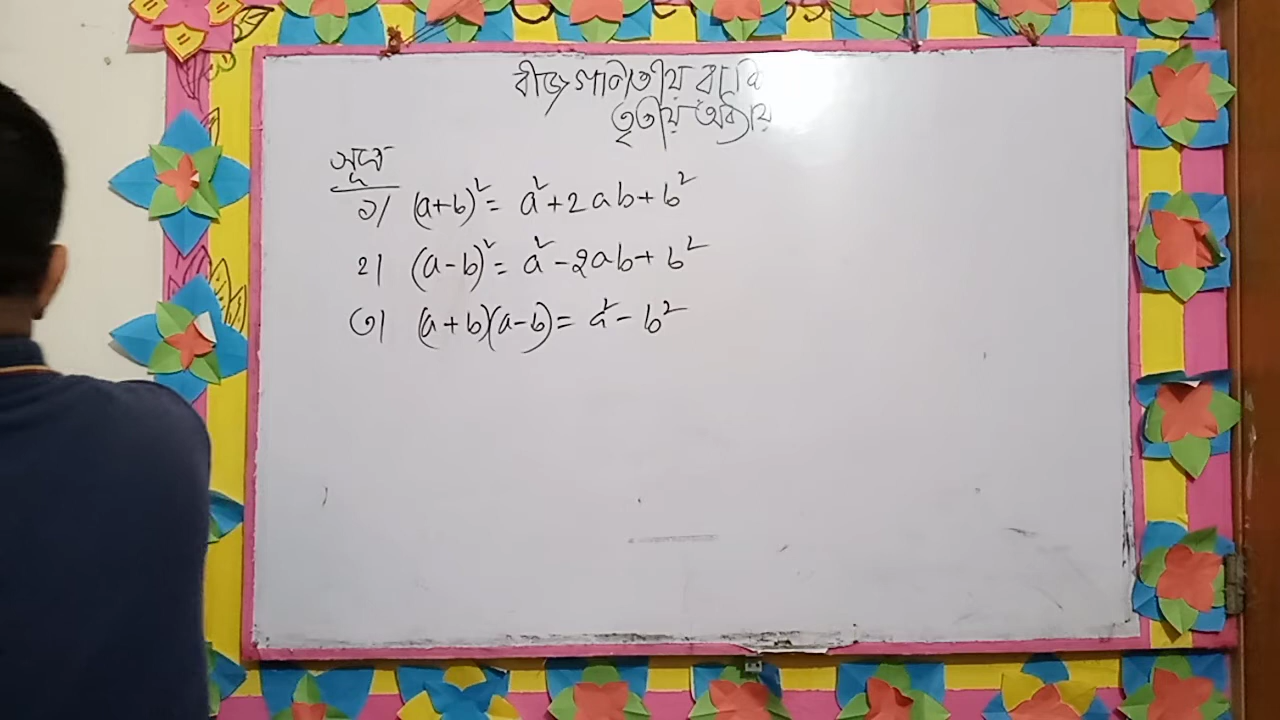 বীজগানিতীয় রাশি
তৃতীয় অধ্যায়
সূত্র
১। (a+b)² = a² + 2ab + b²
২। (a-b)² = a² - 2ab + b²
৩। (a+b)(a-b) = a² - b²